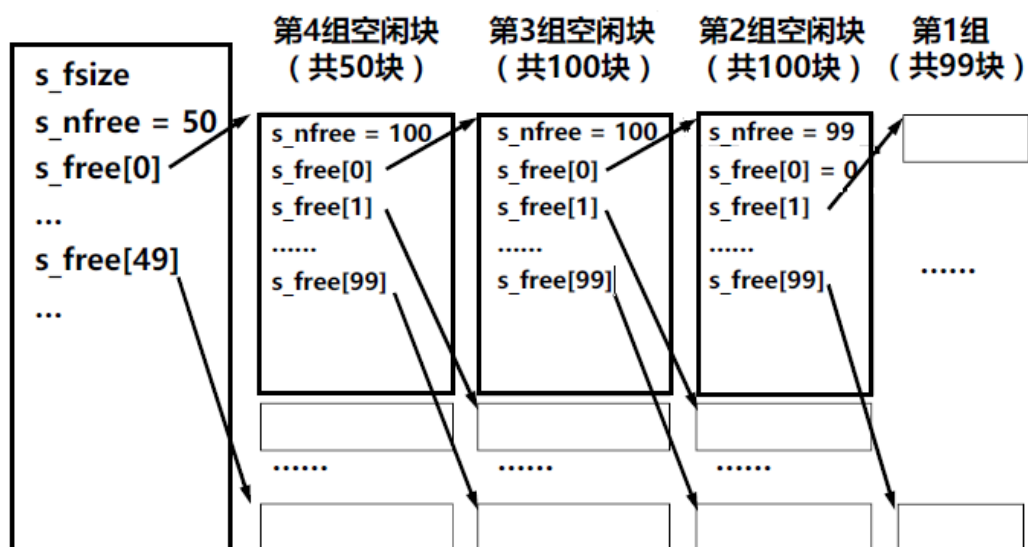 第4组空闲块
（共50块）
第3组空闲块
（共100块）
第2组空闲块
（共100块）
第1组
（共99块）
s_fsize
s_nfree = 50
s_free[0]
...
s_free[49]
...
s_nfree = 100
s_free[0]
s_free[1]
......
s_free[99]
......
s_nfree = 100
s_free[0]
s_free[1]
......
s_free[99]
......
s_nfree = 99
s_free[0] = 0
s_free[1]
......
s_free[99]
......
......